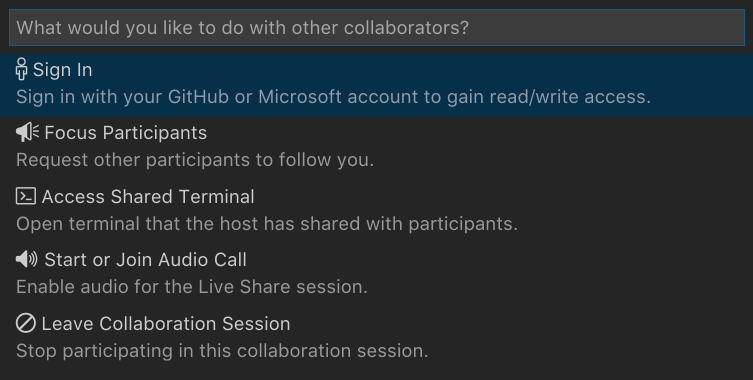 What would you like to do with other collaborators?
Sign In
Sign in with your GitHub or Microsoft account to gain read/write access.
Focus Participants
Request other participants to follow you.
Access Shared Terminal
Open terminal that the host has shared with participants.
Start or Join Audio Call
Enable audio for the Live Share session.
Leave Collaboration Session
Stop participating in this collaboration session.